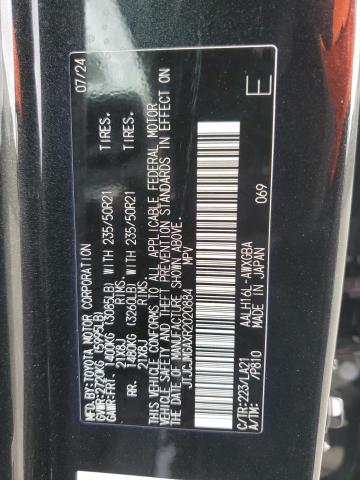 MFD.BY:TOYOTA MOTOR CORPORATION 07/24
GVWR:2720KG (5995LB)
GAWR:FRT. 1400KG (3085LB) WITH 235/50R21 TIRES.
21X8J RIMS.
RR. 1480KG (3260LB) WITH 235/50R21 TIRES.
21X8J RIMS.
THIS VEHICLE CONFORMS TO ALL APPLICABLE FEDERAL MOTOR
VEHICLE SAFETY AND THEFT PREVENTION STANDARDS IN EFFECT ON
THE DATE OF MANUFACTURE SHOWN ABOVE.
MPV
C/TR:223/LA21 AALH16L-AWXGBA
A/TM: /P810 MADE IN JAPAN
069
E